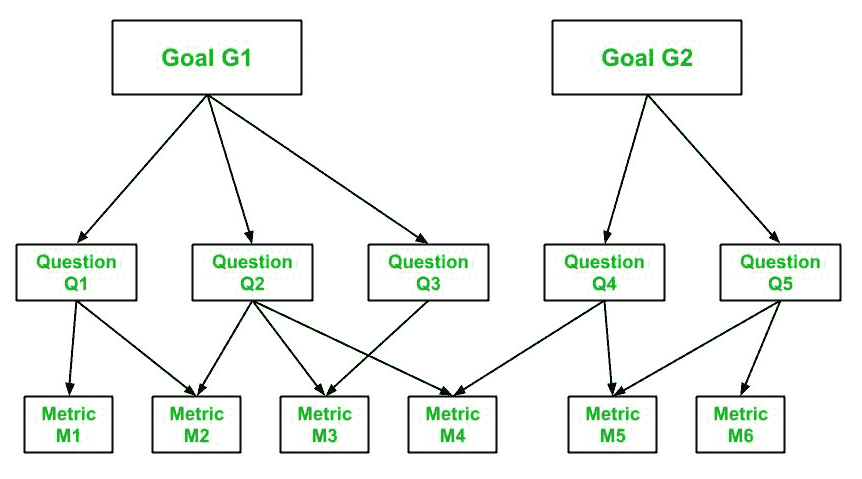 Goal G1
Goal G2
Question
Q1
Question
Q2
Question
Q3
Question
Q4
Question
Q5
Metric
M1
Metric
M2
Metric
M3
Metric
M4
Metric
M5
Metric
M6